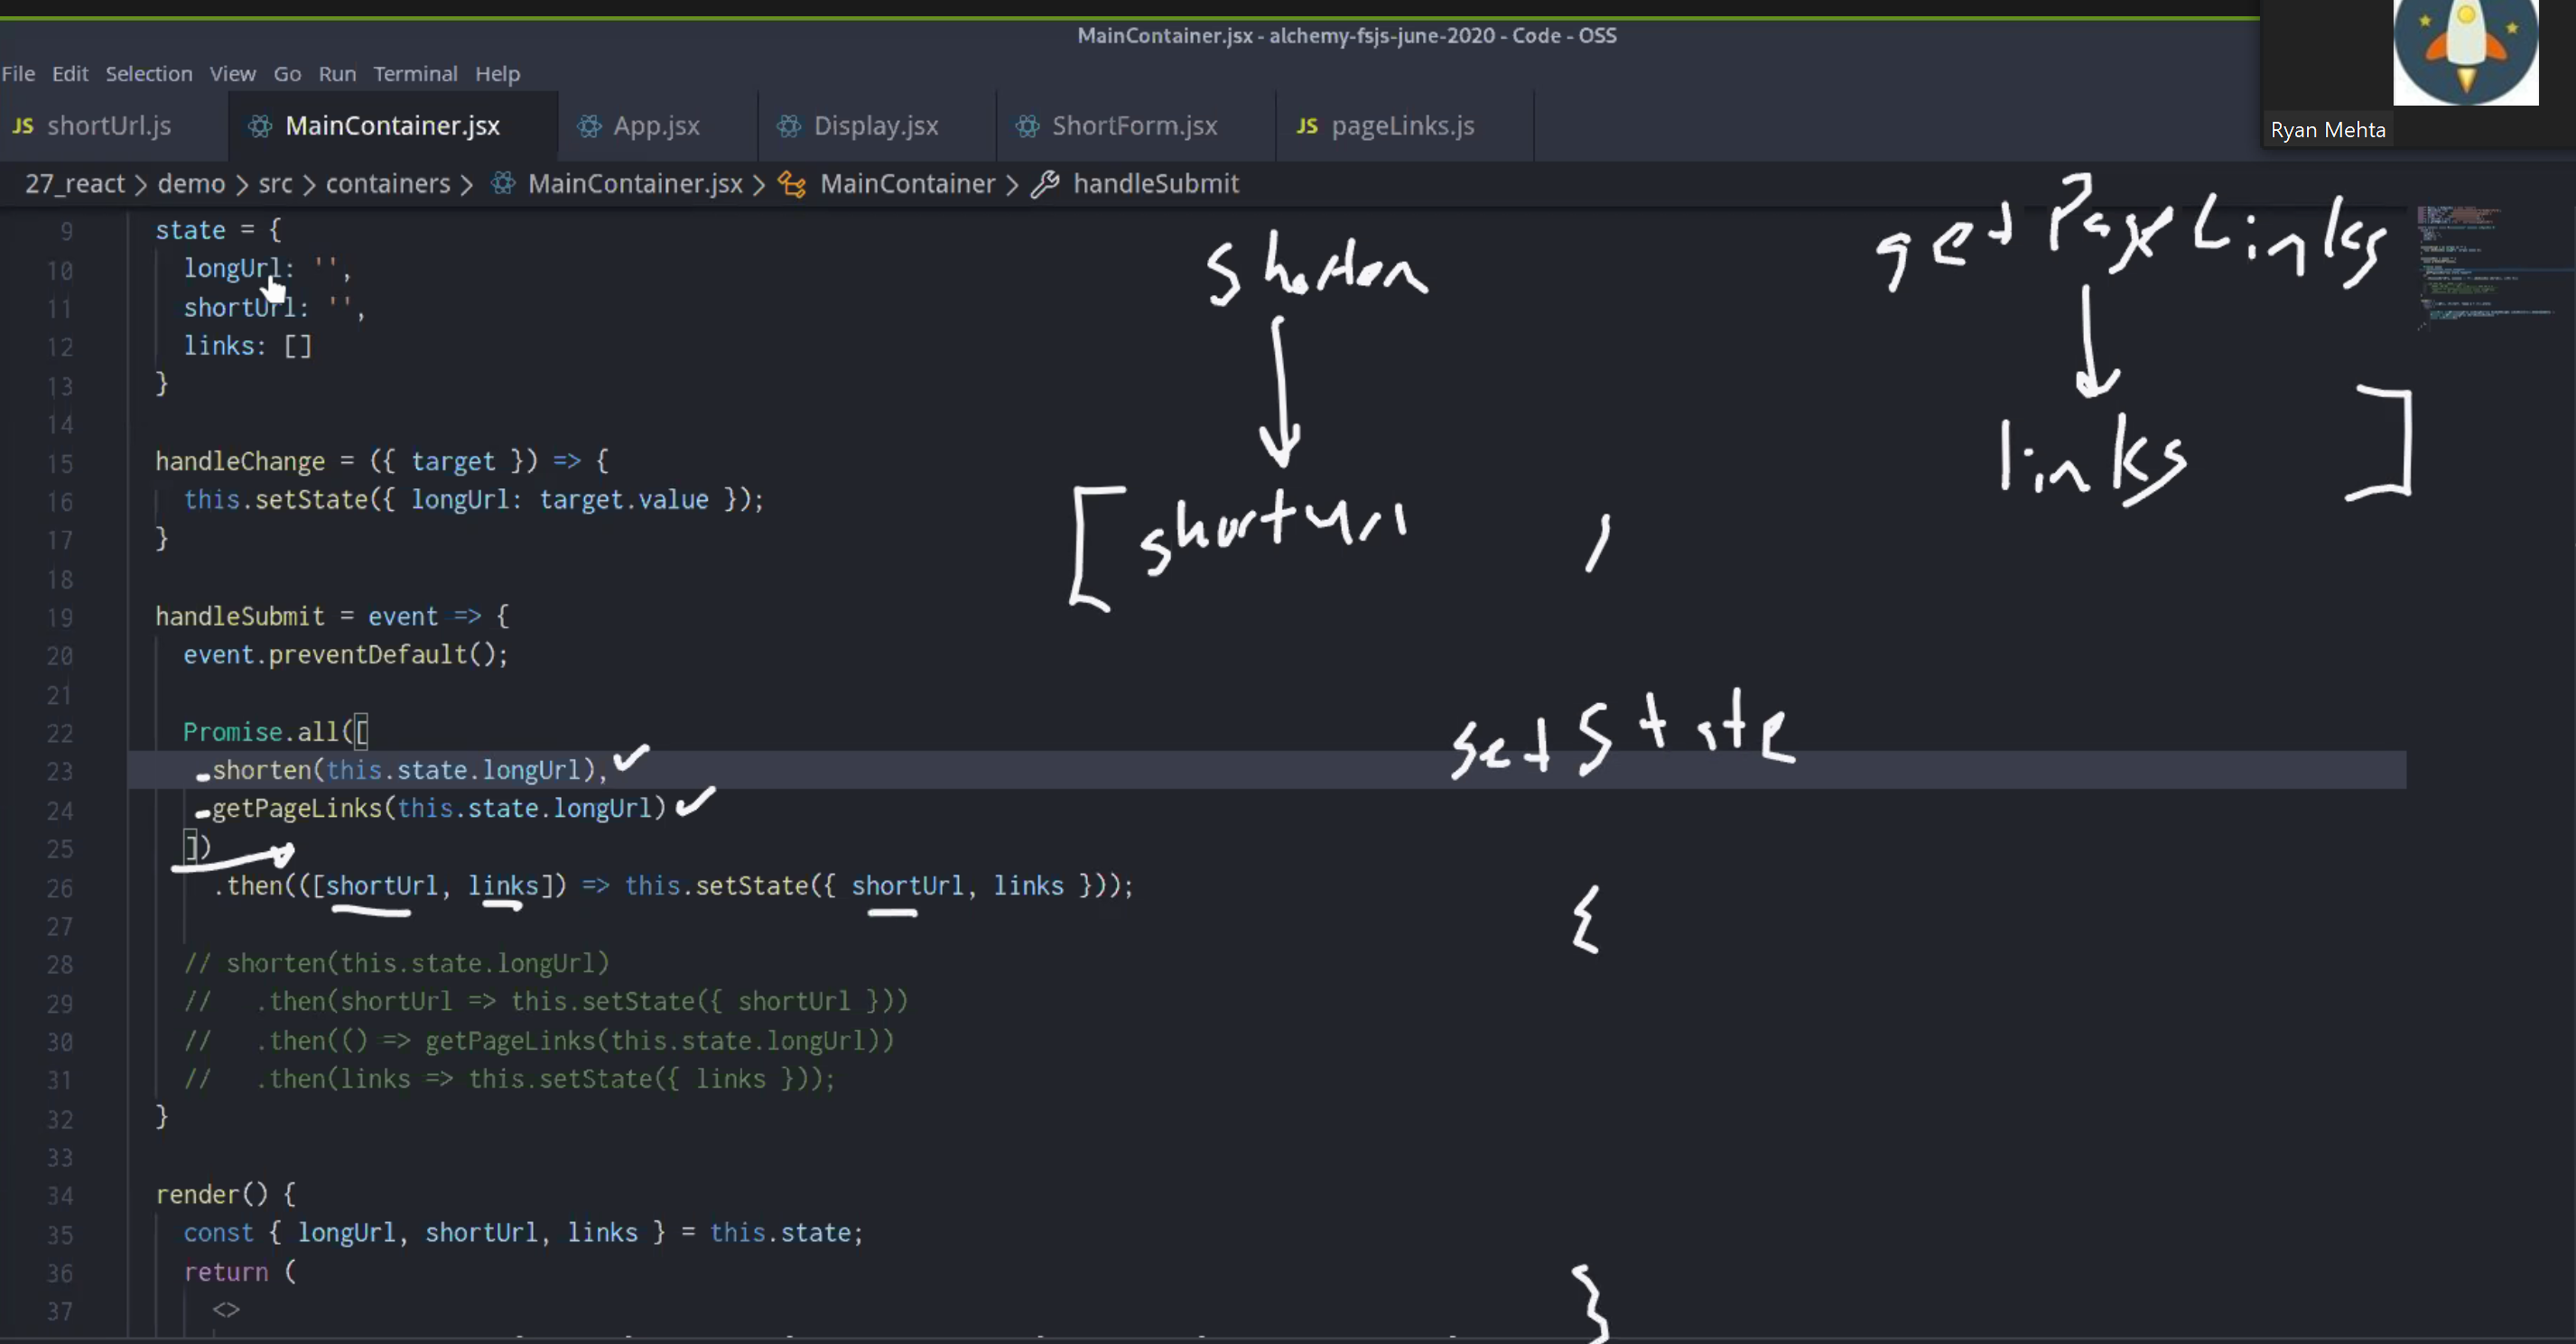 MainContainer.jsx - alchemy-fsjs-june-2020 - Code - OSS
File Edit Selection View Go Run Terminal Help
Ryan Mehta
JS shortUrl.js MainContainer.jsx App.jsx Display.jsx ShortForm.jsx JS pageLinks.js
27_react > demo > src > containers > MainContainer.jsx > MainContainer > handleSubmit
9 state = {
10 longUrl: '',
11 shortUrl: '',
12 links: []
13 }
14
15 handleChange = ({ target }) => {
16 this.setState({ longUrl: target.value });
17 }
18
19 handleSubmit = event => {
20 event.preventDefault();
21
22 Promise.all([
23 shorten(this.state.longUrl),
24 getPageLinks(this.state.longUrl)
25 ])
26 .then(([shortUrl, links]) => this.setState({ shortUrl, links }));
27
28 // shorten(this.state.longUrl)
29 // .then(shortUrl => this.setState({ shortUrl }))
30 // .then(() => getPageLinks(this.state.longUrl))
31 // .then(links => this.setState({ links }));
32 }
33
34 render() {
35 const { longUrl, shortUrl, links } = this.state;
36 return (
37 <>
shorten getPageLinks
[ shortUrl , links ]
setState
{
}